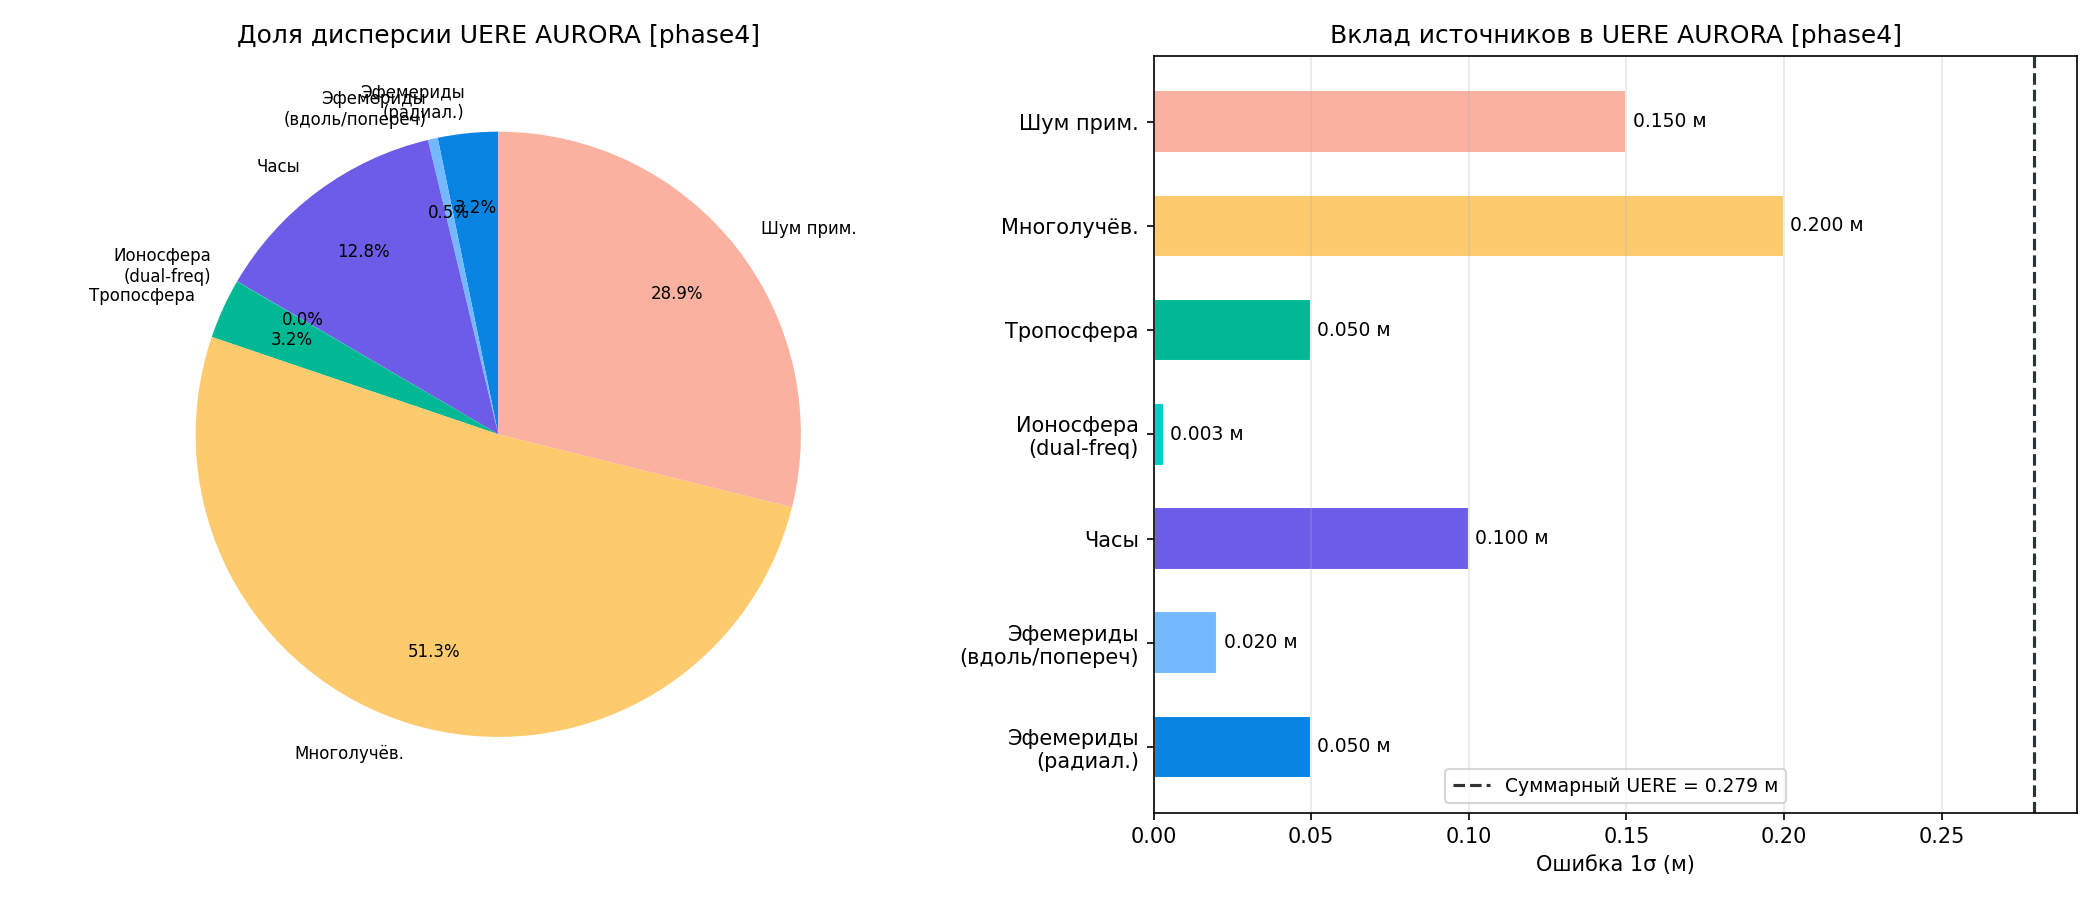 Доля дисперсии UERE AURORA [phase4]
Эфемериды
(радиал.)
Эфемериды
(вдоль/попереч)
Часы
Ионосфера
(dual-freq)
Тропосфера
Многолучёв.
Шум прим.
3.2%
0.5%
12.8%
0.0%
3.2%
51.3%
28.9%
Вклад источников в UERE AURORA [phase4]
Шум прим.
0.150 м
Многолучёв.
0.200 м
Тропосфера
0.050 м
Ионосфера
(dual-freq)
0.003 м
Часы
0.100 м
Эфемериды
(вдоль/попереч)
0.020 м
Эфемериды
(радиал.)
0.050 м
Суммарный UERE = 0.279 м
0.00
0.05
0.10
0.15
0.20
0.25
Ошибка 1σ (м)